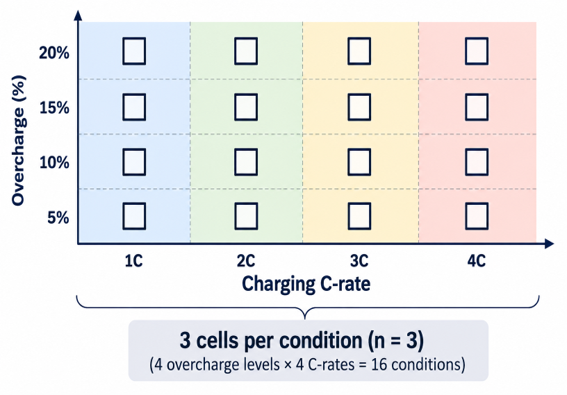 Overcharge (%)
20%
15%
10%
5%
1C 2C 3C 4C
Charging C-rate
3 cells per condition (n = 3)
(4 overcharge levels × 4 C-rates = 16 conditions)